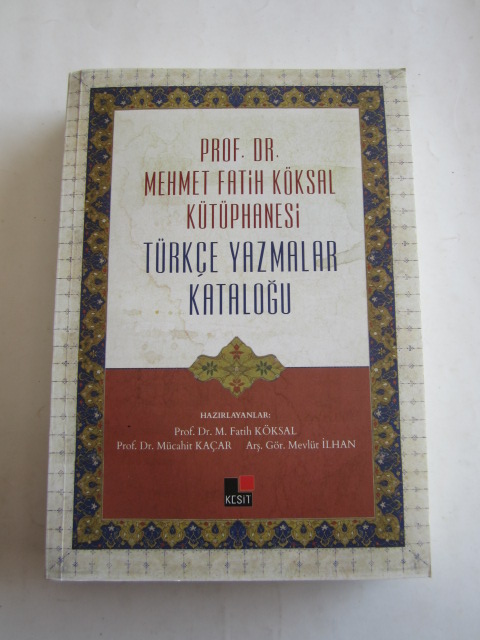 PROF. DR.
MEHMET FATİH KÖKSAL
KÜTÜPHANESİ
TÜRKÇE YAZMALAR
KATALOĞU
HAZIRLAYANLAR:
Prof. Dr. M. Fatih KÖKSAL
Prof. Dr. Mücahit KAÇAR Arş. Gör. Mevlüt İLHAN
KESİT